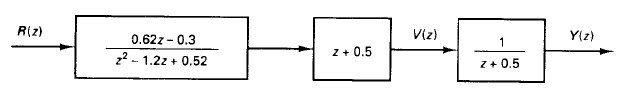 R(z)
0.62z - 0.3
z² - 1.2z + 0.52
z + 0.5
V(z)
1
z + 0.5
Y(z)